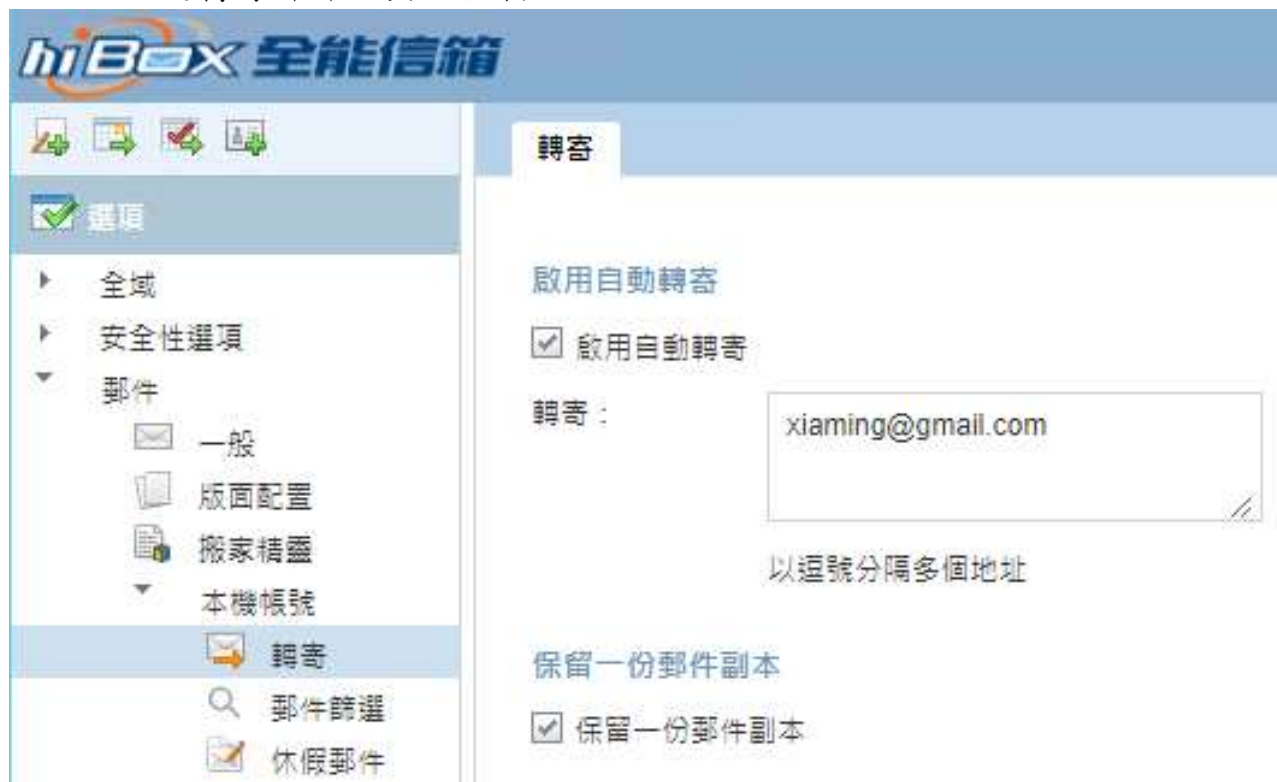 hiBox 全能信箱
轉寄
選項
全域
安全性選項
郵件
一般
版面配置
搬家精靈
本機帳號
轉寄
郵件篩選
休假郵件
啟用自動轉寄
啟用自動轉寄
轉寄：
xiaming@gmail.com
以逗號分隔多個地址
保留一份郵件副本
保留一份郵件副本